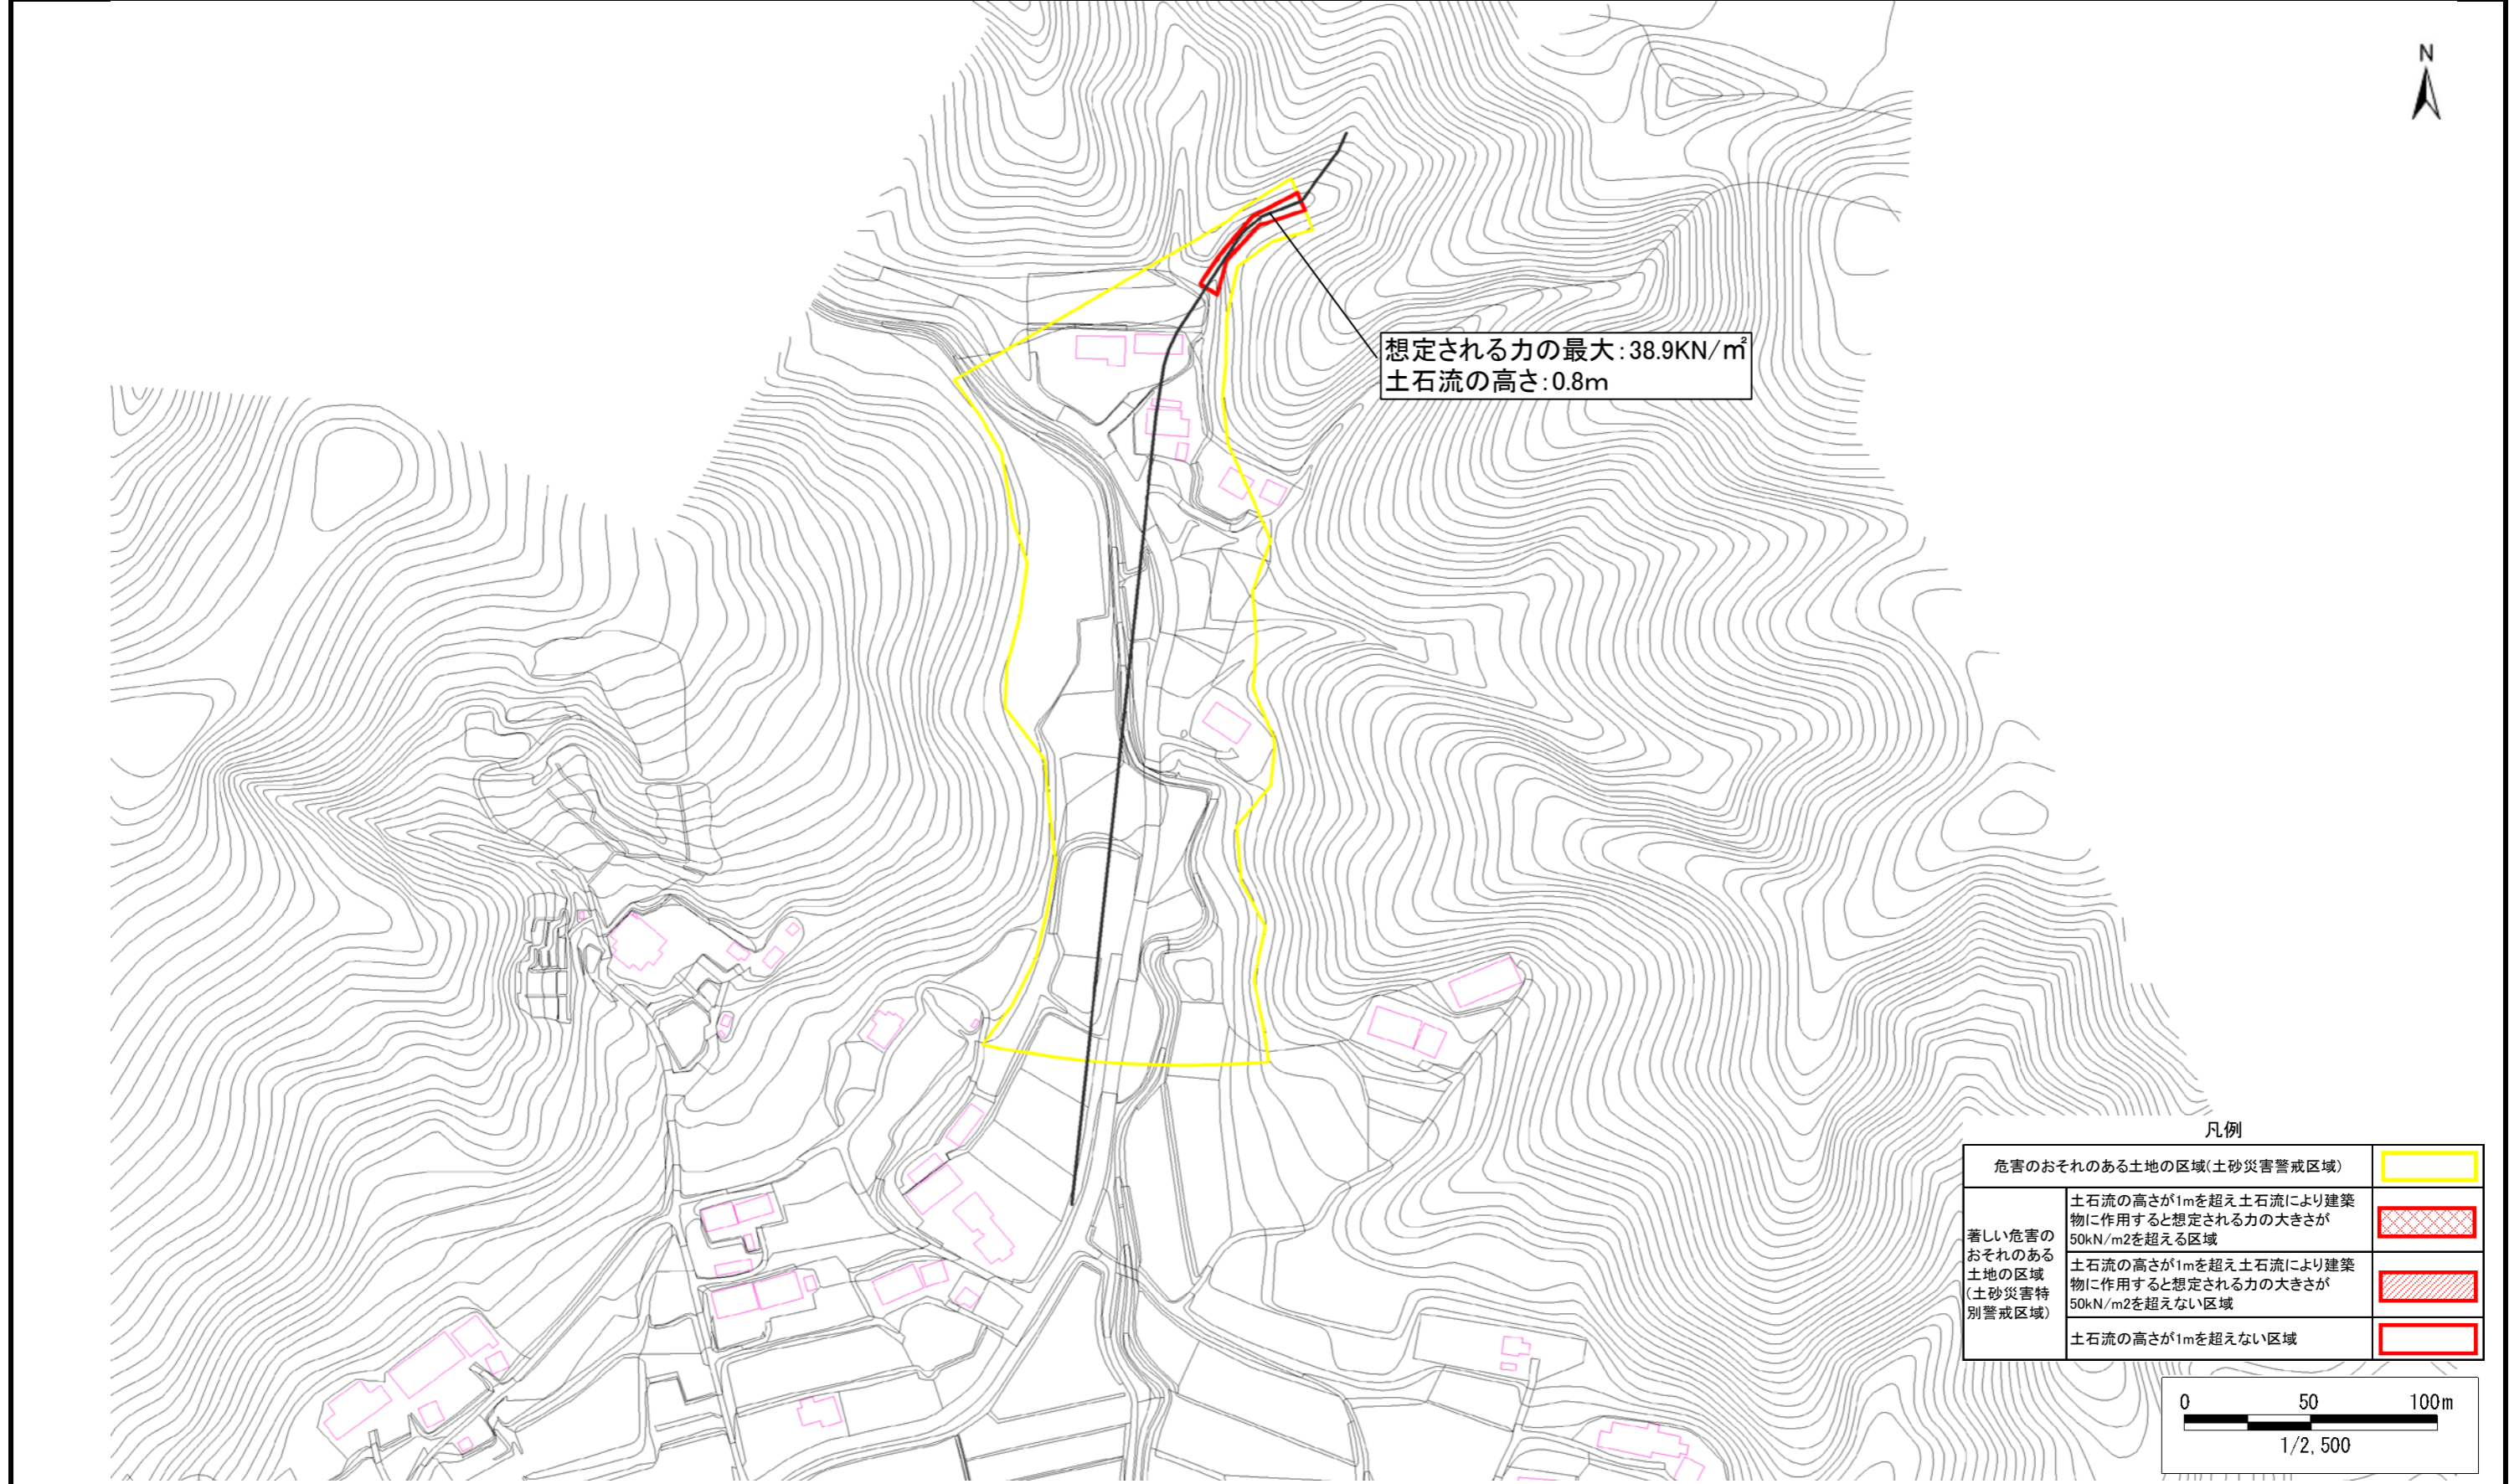 N
想定される力の最大:38.9KN/㎡
土石流の高さ:0.8m
凡例
危害のおそれのある土地の区域(土砂災害警戒区域)
著しい危害の
おそれのある
土地の区域
(土砂災害特
別警戒区域)
土石流の高さが1mを超え土石流により建築
物に作用すると想定される力の大きさが
50kN/m2を超える区域
土石流の高さが1mを超え土石流により建築
物に作用すると想定される力の大きさが
50kN/m2を超えない区域
土石流の高さが1mを超えない区域
0 50 100m
1/2,500